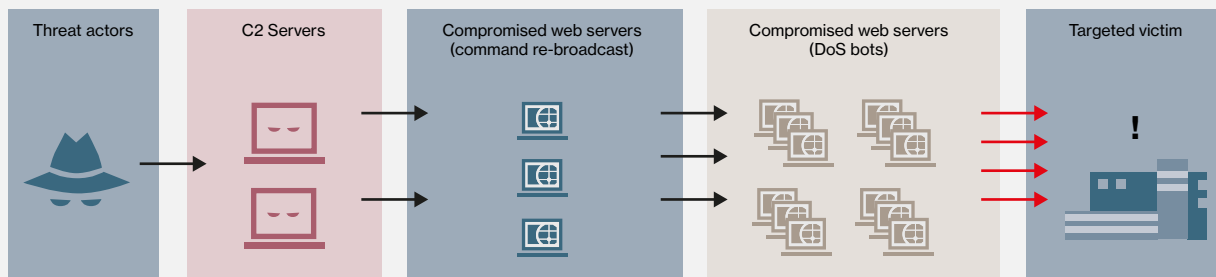 Threat actors
C2 Servers
Compromised web servers
(command re-broadcast)
Compromised web servers
(DoS bots)
Targeted victim
!